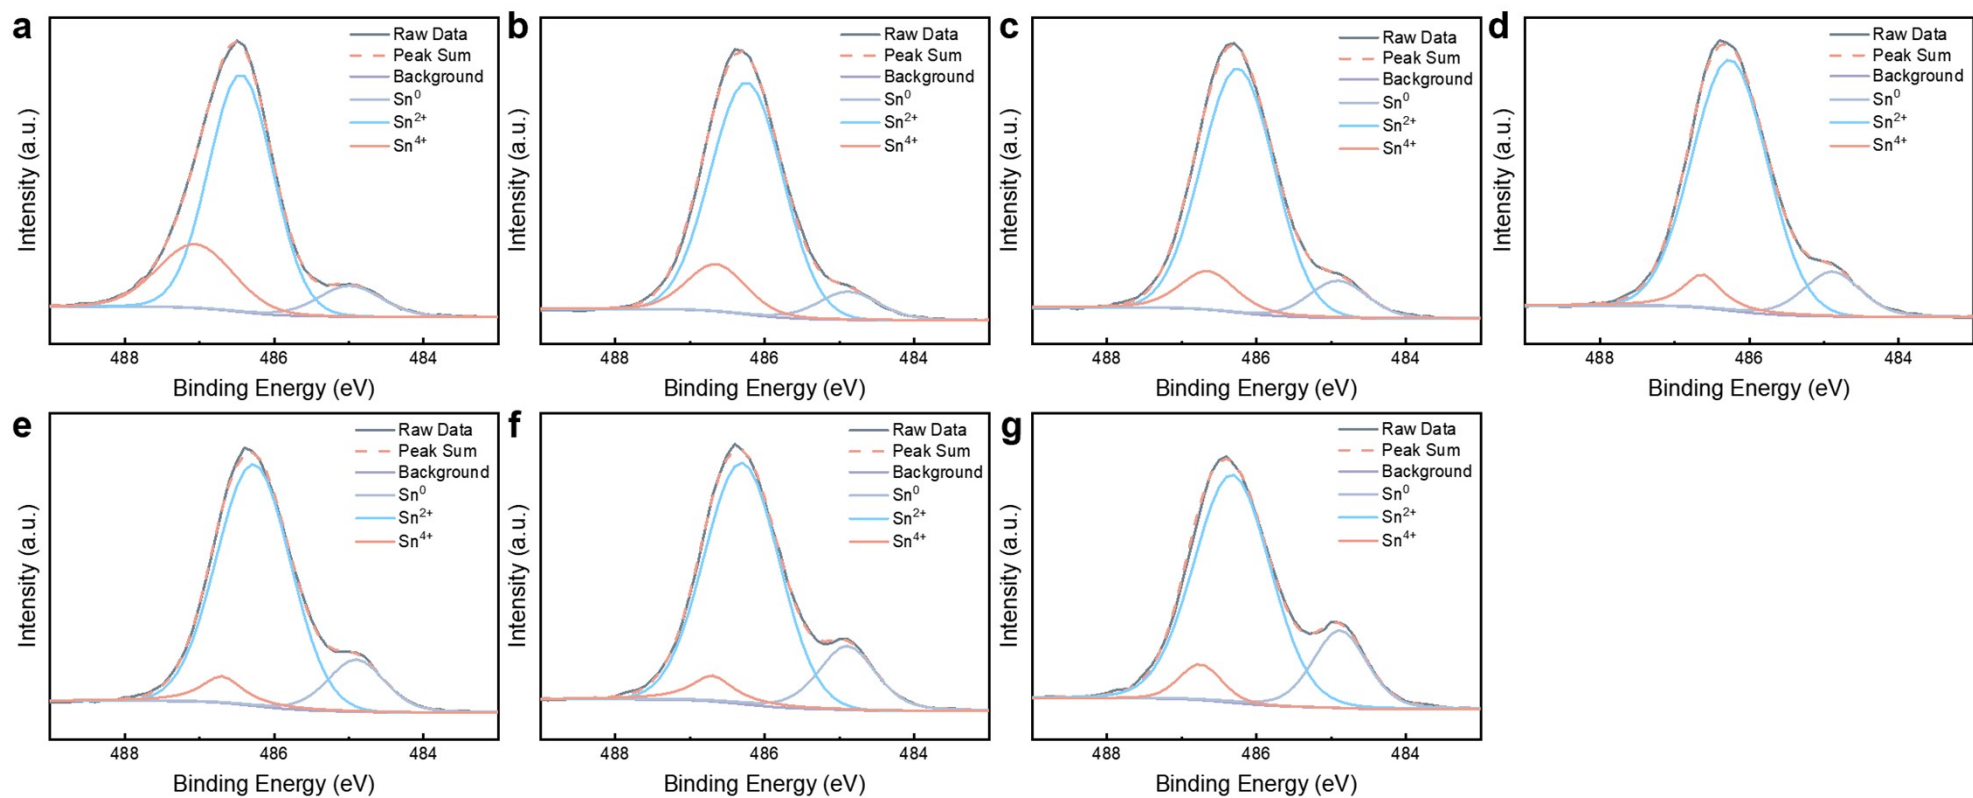 a
Raw Data
Peak Sum
Background
Sn⁰
Sn²⁺
Sn⁴⁺
Intensity (a.u.)
488 486 484
Binding Energy (eV)
b
Raw Data
Peak Sum
Background
Sn⁰
Sn²⁺
Sn⁴⁺
Intensity (a.u.)
488 486 484
Binding Energy (eV)
c
Raw Data
Peak Sum
Background
Sn⁰
Sn²⁺
Sn⁴⁺
Intensity (a.u.)
488 486 484
Binding Energy (eV)
d
Raw Data
Peak Sum
Background
Sn⁰
Sn²⁺
Sn⁴⁺
Intensity (a.u.)
488 486 484
Binding Energy (eV)
e
Raw Data
Peak Sum
Background
Sn⁰
Sn²⁺
Sn⁴⁺
Intensity (a.u.)
488 486 484
Binding Energy (eV)
f
Raw Data
Peak Sum
Background
Sn⁰
Sn²⁺
Sn⁴⁺
Intensity (a.u.)
488 486 484
Binding Energy (eV)
g
Raw Data
Peak Sum
Background
Sn⁰
Sn²⁺
Sn⁴⁺
Intensity (a.u.)
488 486 484
Binding Energy (eV)